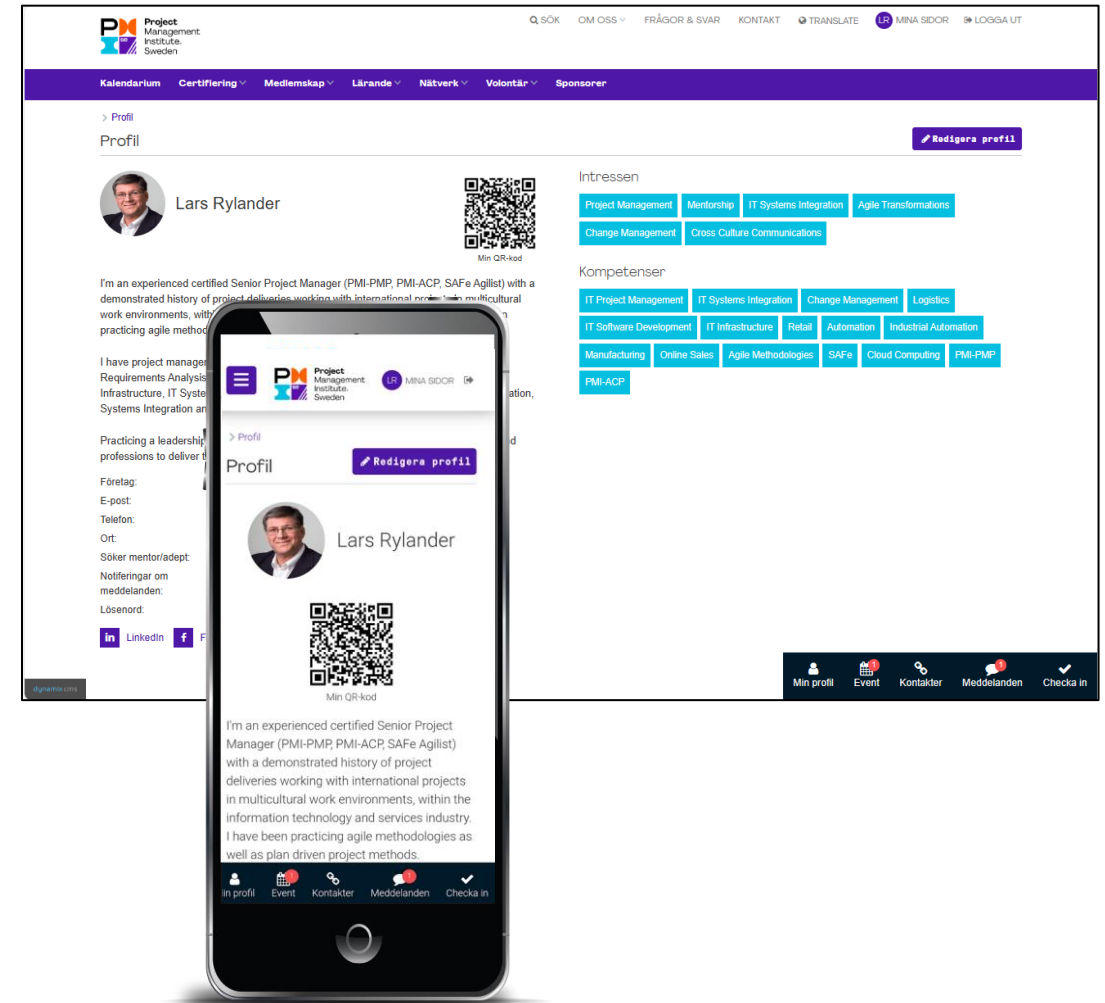 Project
Management
Institute.
Sweden
SÖK OM OSS FRÅGOR & SVAR KONTAKT TRANSLATE LR MINA SIDOR LOGGA UT
Kalendarium Certifiering Medlemskap Lärande Nätverk Volontär Sponsorer
> Profil
Profil
Redigera profil
Lars Rylander
Min QR-kod
I'm an experienced certified Senior Project Manager (PMI-PMP, PMI-ACP, SAFe Agilist) with a
demonstrated history of project deliveries working with international projects in multicultural
work environments, with
practicing agile method
I have project manager
Requirements Analysis
Infrastructure, IT Syste
ation,
Systems Integration an
Practicing a leadership
professions to deliver t
Företag:
E-post:
Telefon:
Ort:
Söker mentor/adept:
Notiferingar om
meddelanden:
Lösenord:
in LinkedIn f F
Intressen
Project Management Mentorship IT Systems Integration Agile Transformations
Change Management Cross Culture Communications
Kompetenser
IT Project Management IT Systems Integration Change Management Logistics
IT Software Development IT Infrastructure Retail Automation Industrial Automation
Manufacturing Online Sales Agile Methodologies SAFe Cloud Computing PMI-PMP
PMI-ACP
dynamix cms
1 1
Min profil Event Kontakter Meddelanden Checka in
Project
Management
Institute.
Sweden
LR MINA SIDOR
> Profil
Profil
Redigera profil
Lars Rylander
Min QR-kod
I'm an experienced certified Senior Project
Manager (PMI-PMP, PMI-ACP, SAFe Agilist)
with a demonstrated history of project
deliveries working with international projects
in multicultural work environments, within the
information technology and services industry.
I have been practicing agile methodologies as
well as plan driven project methods.
1 1
in profil Event Kontakter Meddelanden Checka in